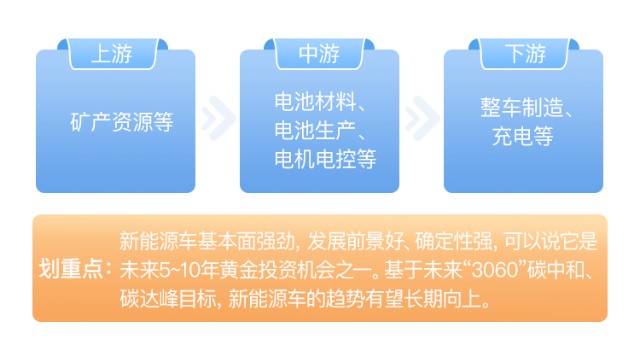 上游
矿产资源等
中游
电池材料、
电池生产、
电机电控等
下游
整车制造、
充电等
划重点：
新能源车基本面强劲，发展前景好、确定性强，可以说它是
未来5~10年黄金投资机会之一。基于未来“3060”碳中和、
碳达峰目标，新能源车的趋势有望长期向上。